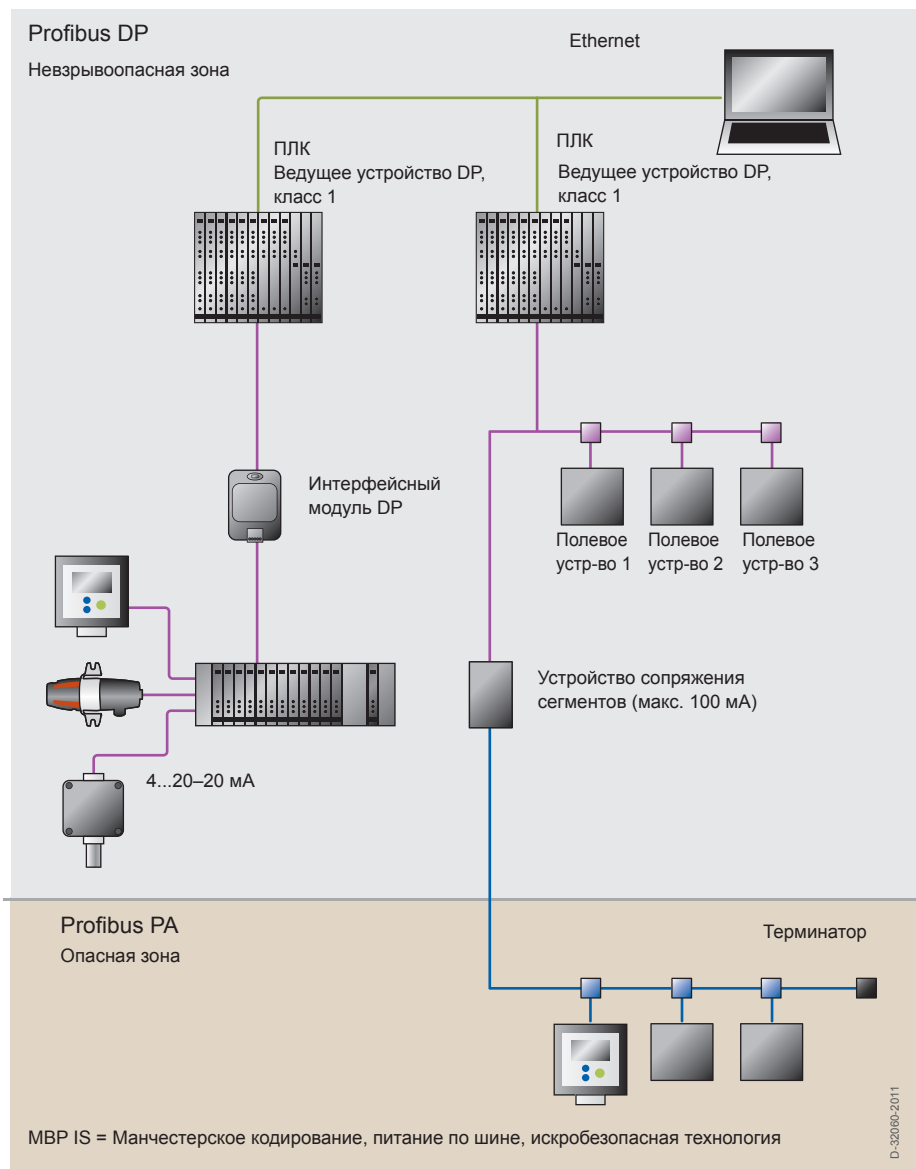 Profibus DP
Невзрывоопасная зона
Ethernet
ПЛК
Ведущее устройство DP,
класс 1
ПЛК
Ведущее устройство DP,
класс 1
Интерфейсный
модуль DP
Полевое
устр-во 1
Полевое
устр-во 2
Полевое
устр-во 3
Устройство сопряжения
сегментов (макс. 100 мА)
4...20–20 мА
Profibus PA
Опасная зона
Терминатор
MBP IS = Манчестерское кодирование, питание по шине, искробезопасная технология
D-32060-2011